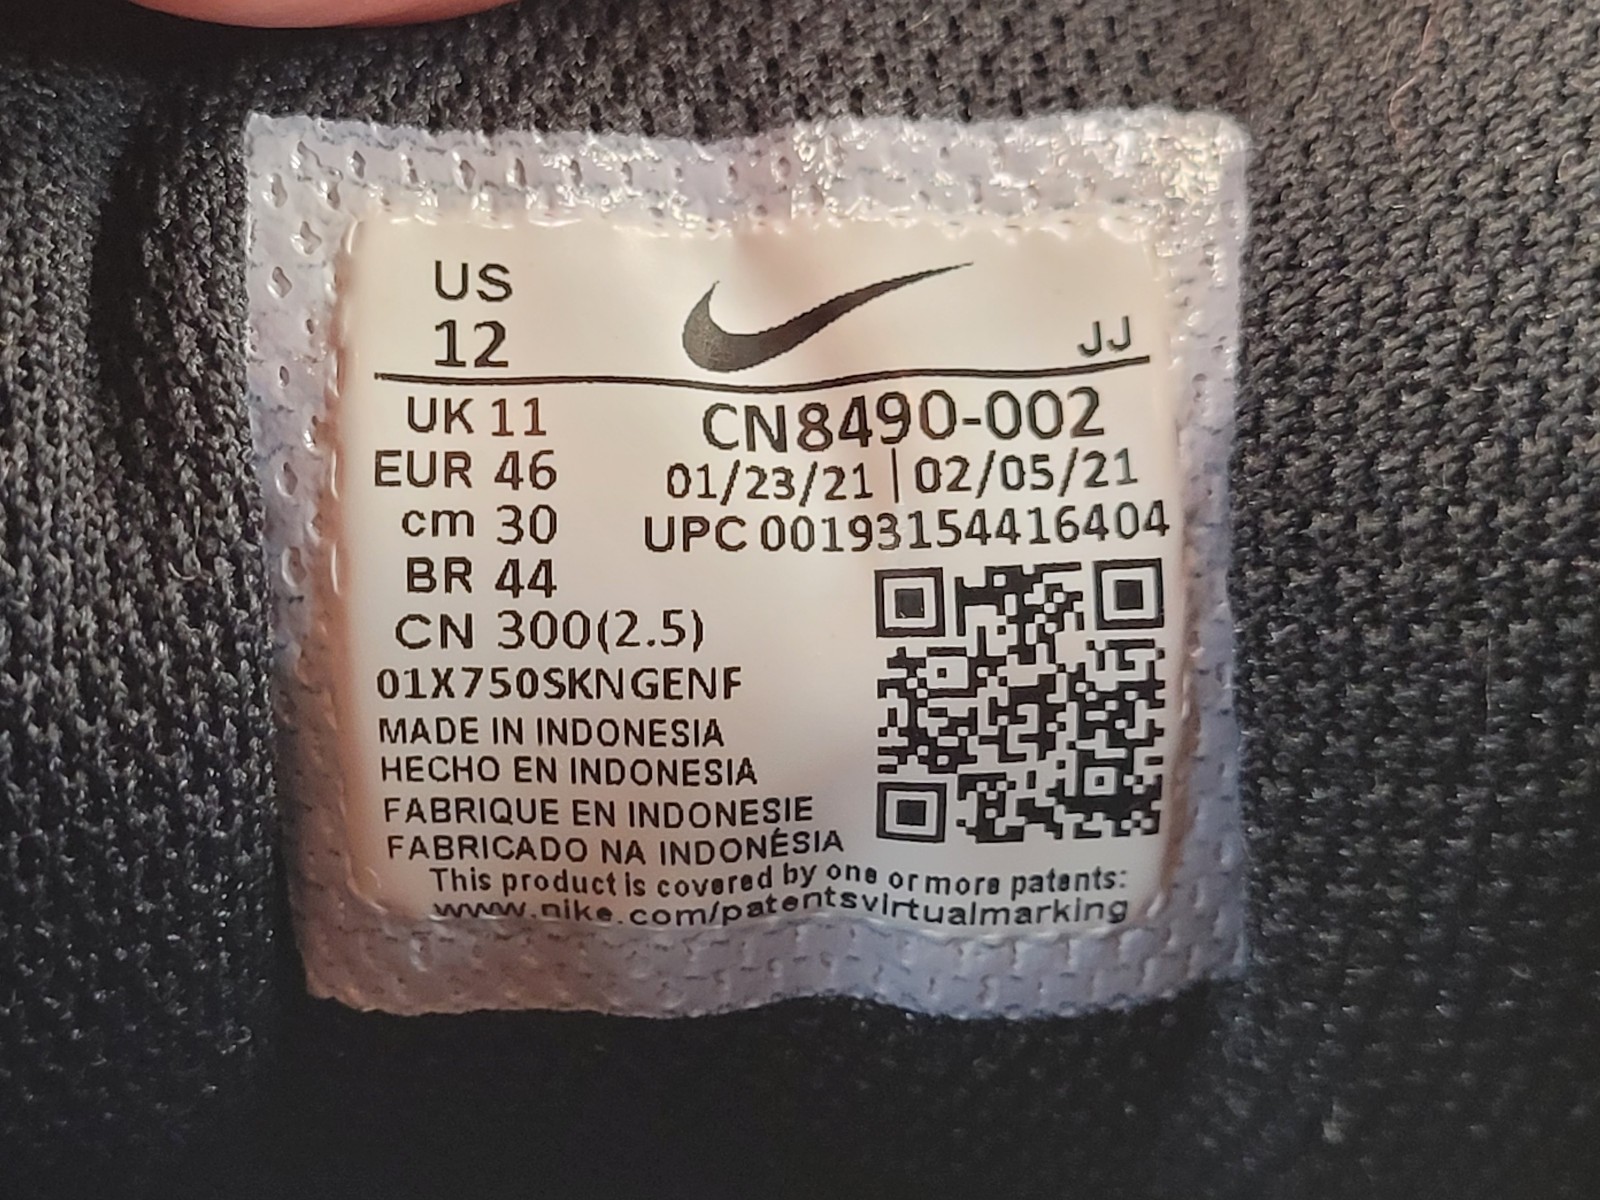 US
12
JJ
UK 11
CN8490-002
EUR 46
01/23/21 | 02/05/21
cm 30
UPC 00193154416404
BR 44
CN 300(2.5)
01X750SKNGENF
MADE IN INDONESIA
HECHO EN INDONESIA
FABRIQUE EN INDONESIE
FABRICADO NA INDONÉSIA
This product is covered by one or more patents:
www.nike.com/patentsvirtualmarking